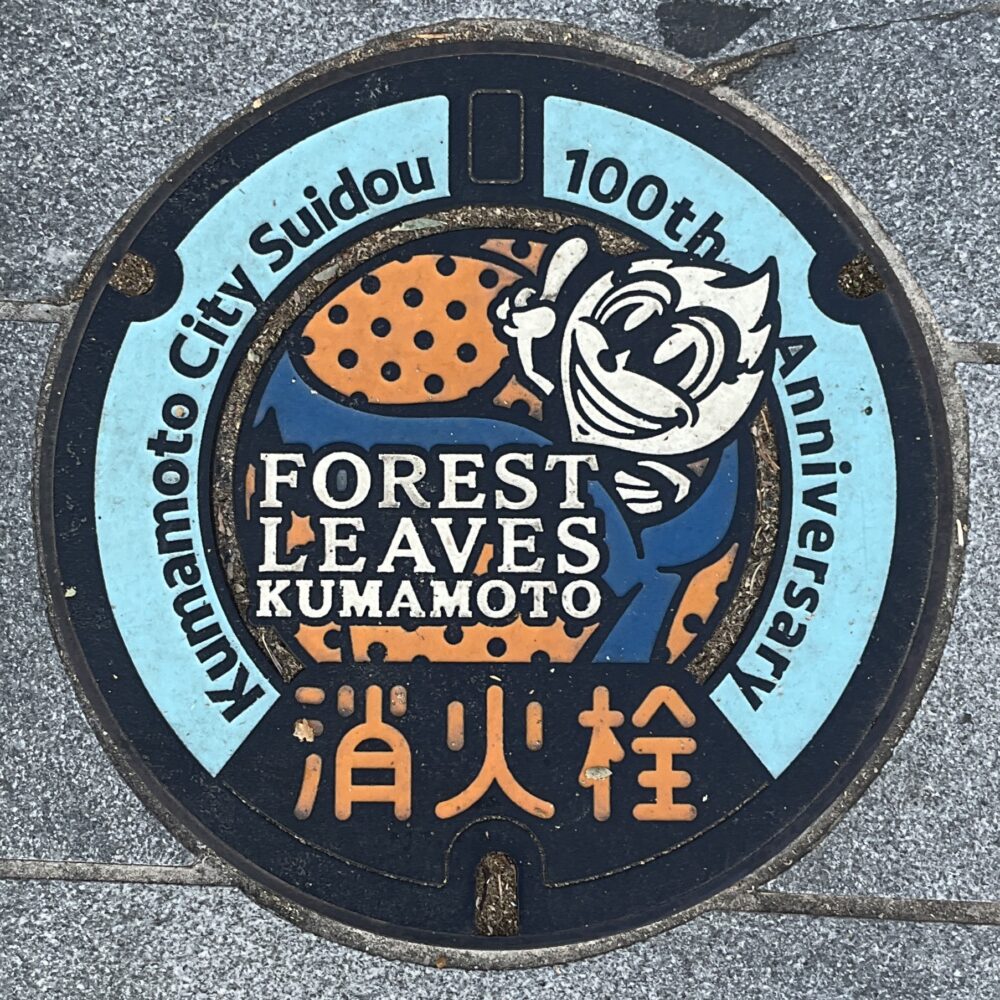 Kumamoto City Suidou
100th Anniversary
FOREST
LEAVES
KUMAMOTO
消火栓